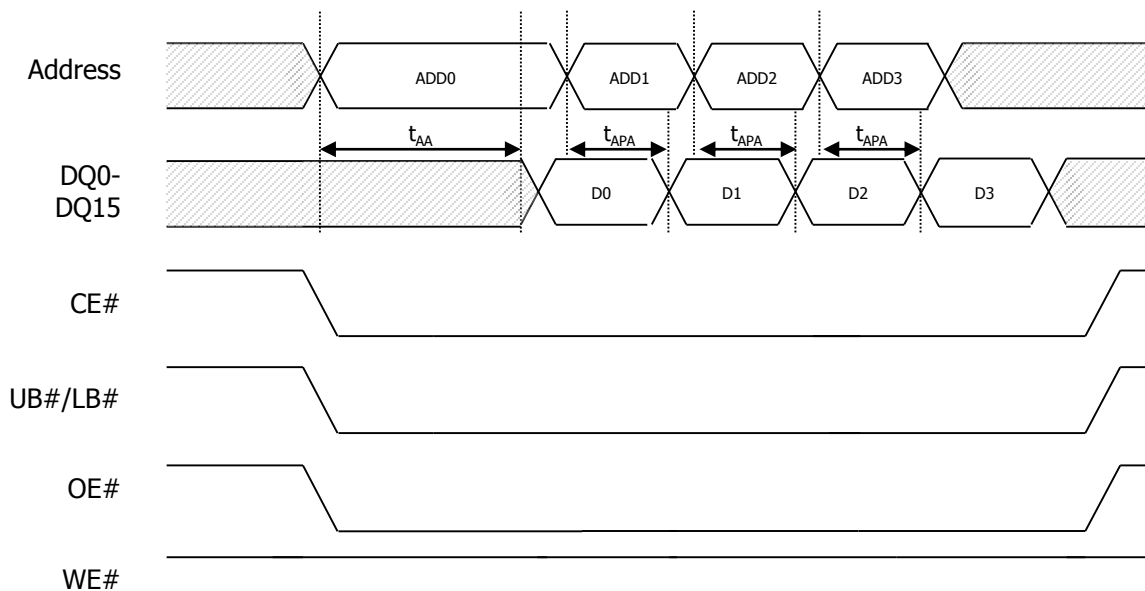 Address
ADD0
ADD1
ADD2
ADD3
tAA
tAPA
tAPA
tAPA
DQ0-
DQ15
D0
D1
D2
D3
CE#
UB#/LB#
OE#
WE#